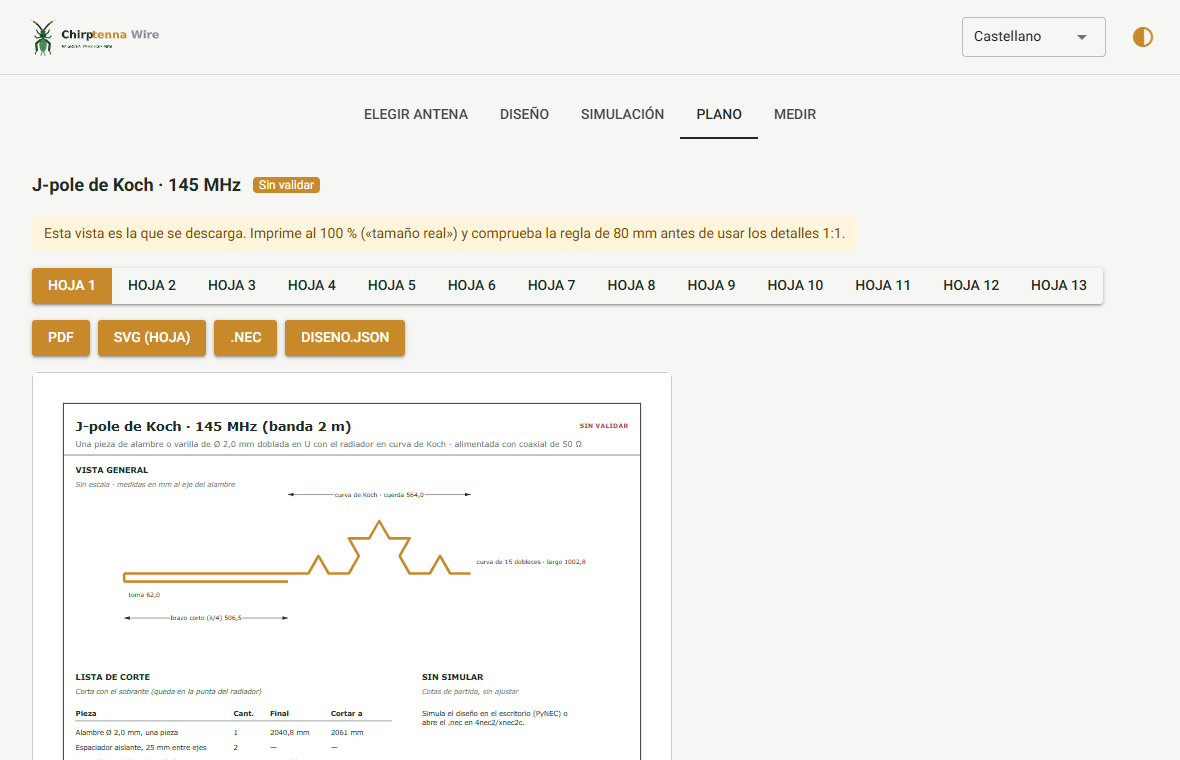 Chirptenna Wire
Castellano
ELEGIR ANTENA DISEÑO SIMULACIÓN PLANO MEDIR
J-pole de Koch · 145 MHz Sin validar
Esta vista es la que se descarga. Imprime al 100 % («tamaño real») y comprueba la regla de 80 mm antes de usar los detalles 1:1.
HOJA 1 HOJA 2 HOJA 3 HOJA 4 HOJA 5 HOJA 6 HOJA 7 HOJA 8 HOJA 9 HOJA 10 HOJA 11 HOJA 12 HOJA 13
PDF SVG (HOJA) .NEC DISENO.JSON
J-pole de Koch · 145 MHz (banda 2 m)
SIN VALIDAR
Una pieza de alambre o varilla de Ø 2,0 mm doblada en U con el radiador en curva de Koch · alimentada con coaxial de 50 Ω
VISTA GENERAL
Sin escala · medidas en mm al eje del alambre
curva de Koch · cuerda 564,0
curva de 15 dobleces · largo 1002,8
toma 62,0
brazo corto (λ/4) 506,5
LISTA DE CORTE
Corta con el sobrante (queda en la punta del radiador)
Pieza Cant. Final Cortar a
Alambre Ø 2,0 mm, una pieza 1 2040,8 mm 2061 mm
Espaciador aislante, 25 mm entre ejes 2 — —
SIN SIMULAR
Cotas de partida, sin ajustar
Simula el diseño en el escritorio (PyNEC) o
abre el .nec en 4nec2/xnec2c.